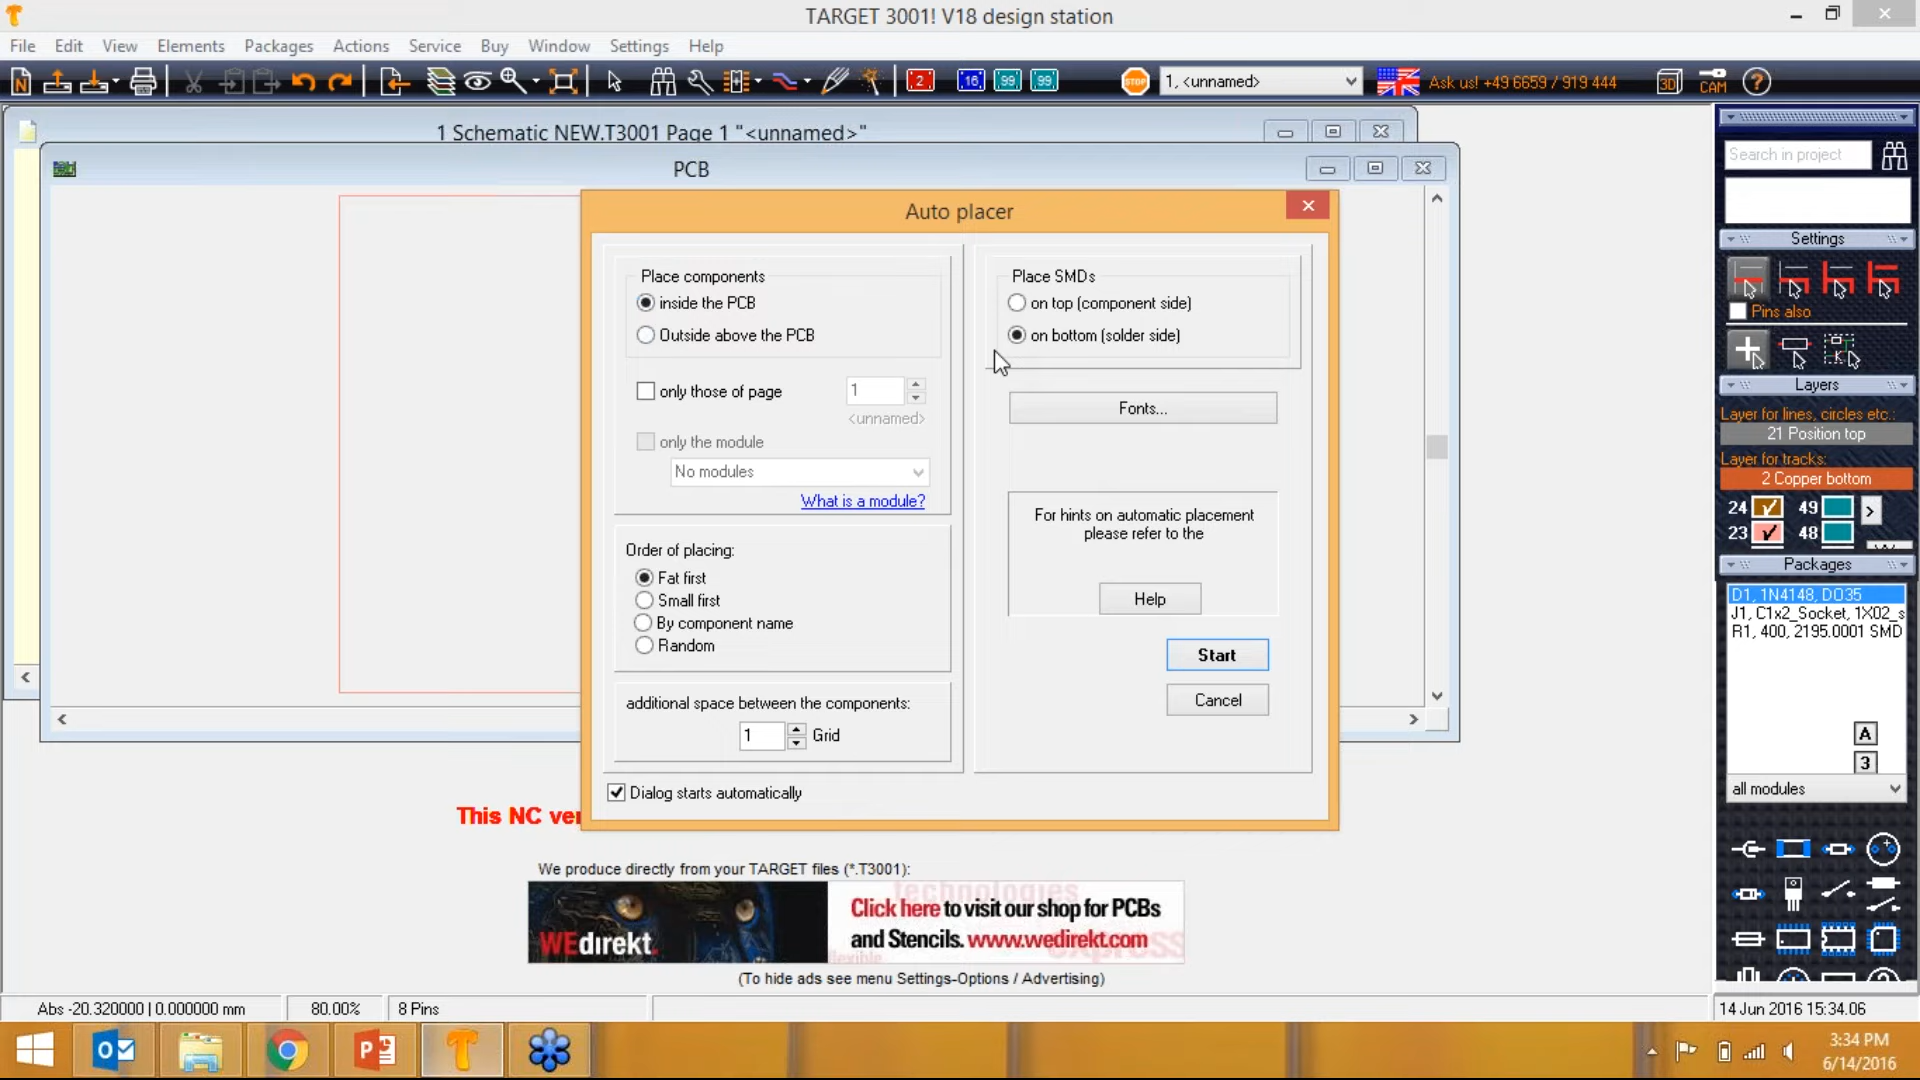 TARGET 3001! V18 design station
File Edit View Elements Packages Actions Service Buy Window Settings Help
2 16 99 99 STOP 1, <unnamed> Ask us! +49 6659 / 919 444 3D CAM ?
1 Schematic NEW.T3001 Page 1 "<unnamed>"
PCB
Auto placer
Place components
inside the PCB
Outside above the PCB
only those of page 1
<unnamed>
only the module
No modules
What is a module?
Order of placing:
Fat first
Small first
By component name
Random
additional space between the components:
1 Grid
Dialog starts automatically
Place SMDs
on top (component side)
on bottom (solder side)
Fonts...
For hints on automatic placement
please refer to the
Help
Start
Cancel
Search in project
Settings
Pins also
Layers
Layer for lines, circles etc.:
21 Position top
Layer for tracks:
2 Copper bottom
24 49 >
23 48
Packages
D1, 1N4148, DO35
J1, C1x2_Socket, 1X02_s
R1, 400, 2195.0001 SMD
A
3
all modules
This NC ver
We produce directly from your TARGET files (*.T3001):
WEdirekt.
Click here to visit our shop for PCBs
and Stencils. www.wedirekt.com
(To hide ads see menu Settings-Options / Advertising)
Abs -20.320000 | 0.000000 mm 80.00% 8 Pins 14 Jun 2016 15:34.06
3:34 PM
6/14/2016